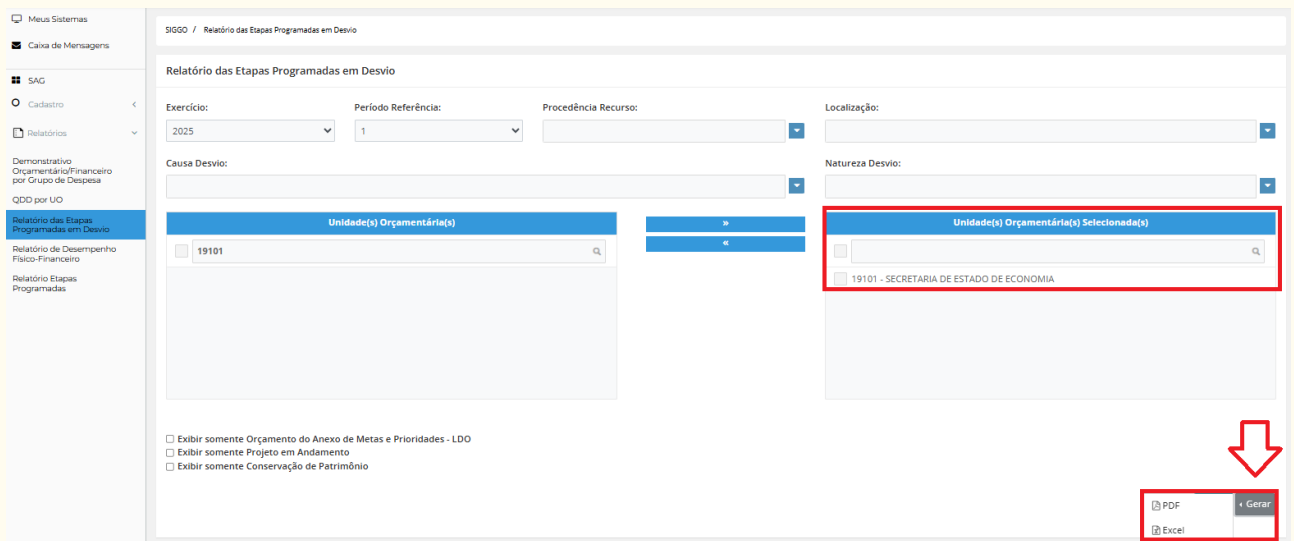 Meus Sistemas
Caixa de Mensagens
SAG
Cadastro
Relatórios
Demonstrativo
Orçamentário/Financeiro
por Grupo de Despesa
QDD por UO
Relatório das Etapas
Programadas em Desvio
Relatório de Desempenho
Físico-Financeiro
Relatório Etapas
Programadas
SIGGO / Relatório das Etapas Programadas em Desvio
Relatório das Etapas Programadas em Desvio
Exercício: Período Referência: Procedência Recurso: Localização:
2025 1
Causa Desvio: Natureza Desvio:
Unidade(s) Orçamentária(s) » Unidade(s) Orçamentária(s) Selecionada(s)
«
19101
19101 - SECRETARIA DE ESTADO DE ECONOMIA
Exibir somente Orçamento do Anexo de Metas e Prioridades - LDO
Exibir somente Projeto em Andamento
Exibir somente Conservação de Patrimônio
PDF Gerar
Excel